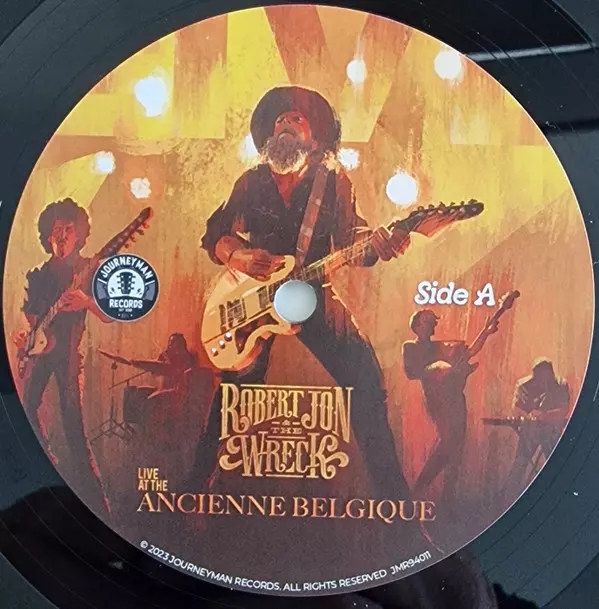 JOURNEYMAN
RECORDS
Side A
ROBERT JON
& THE
WRECK
LIVE
AT THE
ANCIENNE BELGIQUE
© 2023 JOURNEYMAN RECORDS. ALL RIGHTS RESERVED JMR94011